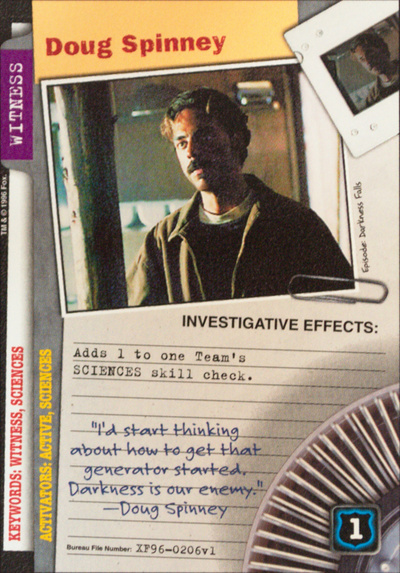 Doug Spinney
WITNESS
TM & © 1996 Fox.
Episode: Darkness Falls
INVESTIGATIVE EFFECTS:
Adds 1 to one Team's
SCIENCES skill check.
KEYWORDS: WITNESS, SCIENCES
ACTIVATORS: ACTIVE, SCIENCES
"I'd start thinking
about how to get that
generator started.
Darkness is our enemy."
—Doug Spinney
1
Bureau File Number: XF96-0206v1